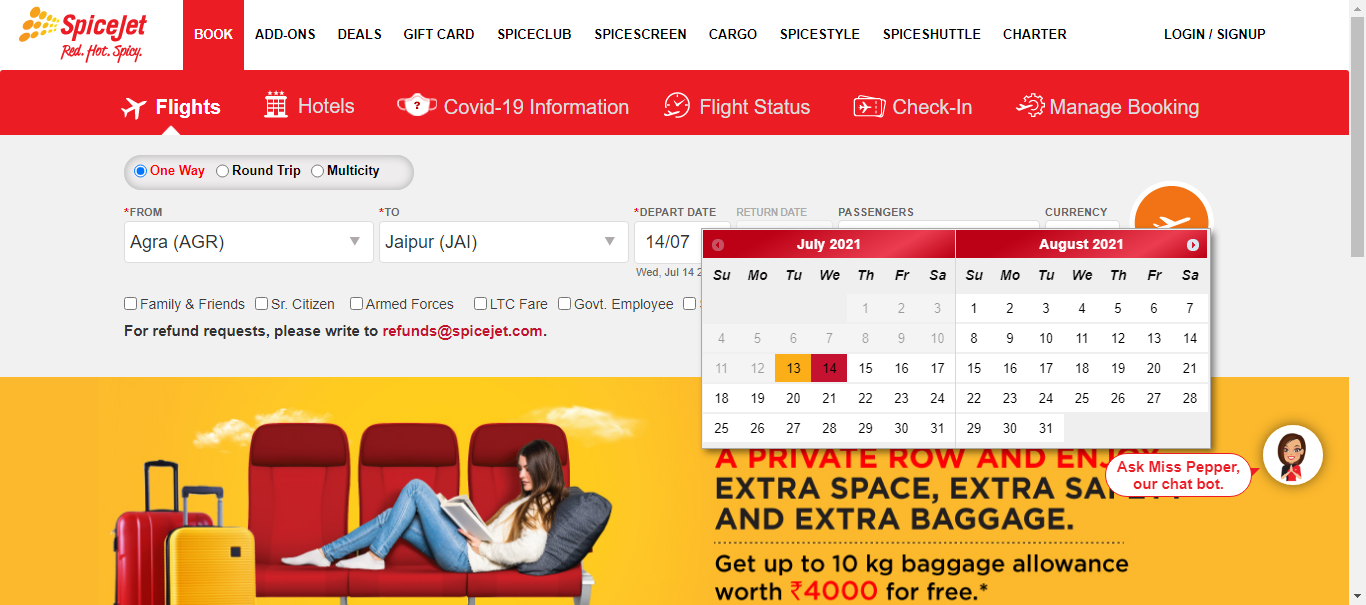 SpiceJet
Red. Hot. Spicy.
BOOK ADD-ONS DEALS GIFT CARD SPICECLUB SPICESCREEN CARGO SPICESTYLE SPICESHUTTLE CHARTER LOGIN / SIGNUP
Flights Hotels ? Covid-19 Information Flight Status Check-In Manage Booking
One Way Round Trip Multicity
*FROM *TO *DEPART DATE RETURN DATE PASSENGERS CURRENCY
Agra (AGR) Jaipur (JAI) 14/07
Wed, Jul 14
Family & Friends Sr. Citizen Armed Forces LTC Fare Govt. Employee
For refund requests, please write to refunds@spicejet.com.
July 2021 August 2021
Su Mo Tu We Th Fr Sa Su Mo Tu We Th Fr Sa
1 2 3 1 2 3 4 5 6 7
4 5 6 7 8 9 10 8 9 10 11 12 13 14
11 12 13 14 15 16 17 15 16 17 18 19 20 21
18 19 20 21 22 23 24 22 23 24 25 26 27 28
25 26 27 28 29 30 31 29 30 31
A PRIVATE ROW AND ENJOY
EXTRA SPACE, EXTRA SAFETY
AND EXTRA BAGGAGE.
Get up to 10 kg baggage allowance
worth ₹4000 for free.*
Ask Miss Pepper,
our chat bot.